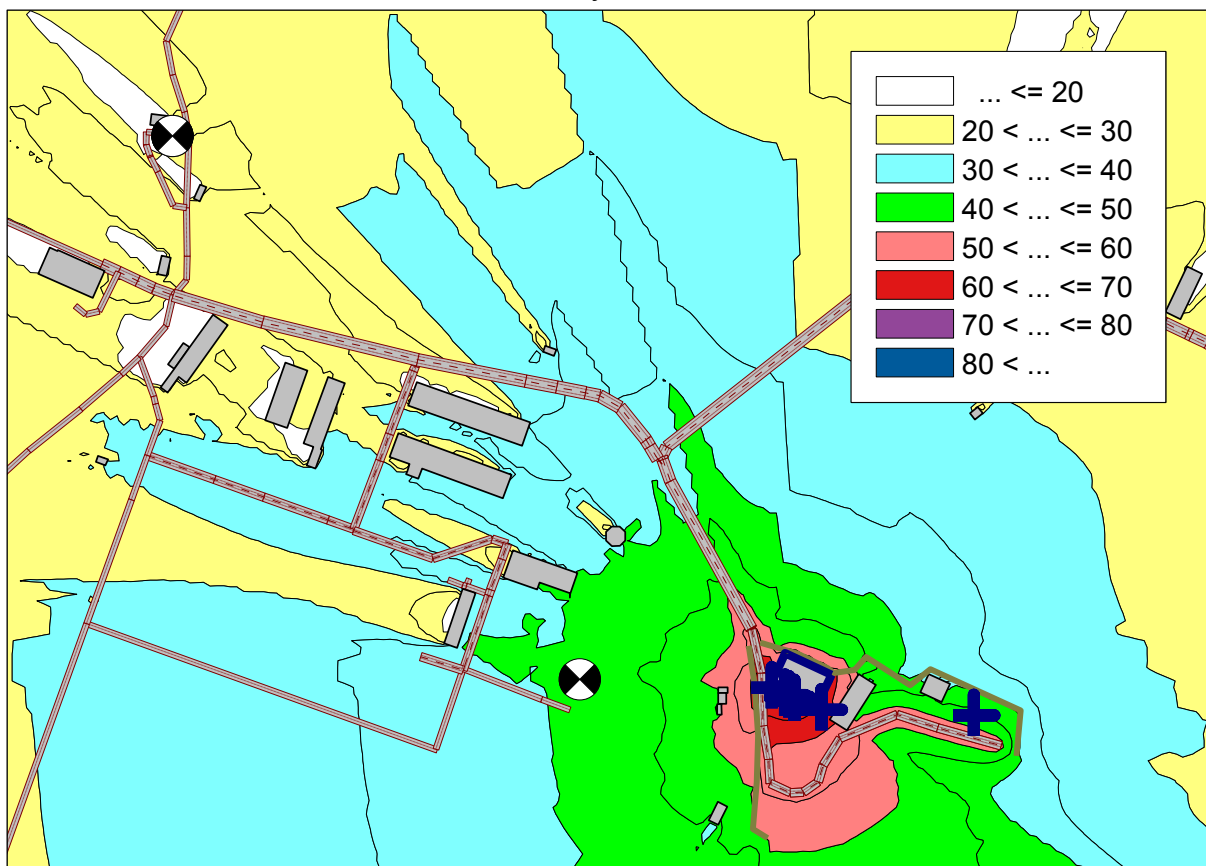 ... <= 20
20 < ... <= 30
30 < ... <= 40
40 < ... <= 50
50 < ... <= 60
60 < ... <= 70
70 < ... <= 80
80 < ...